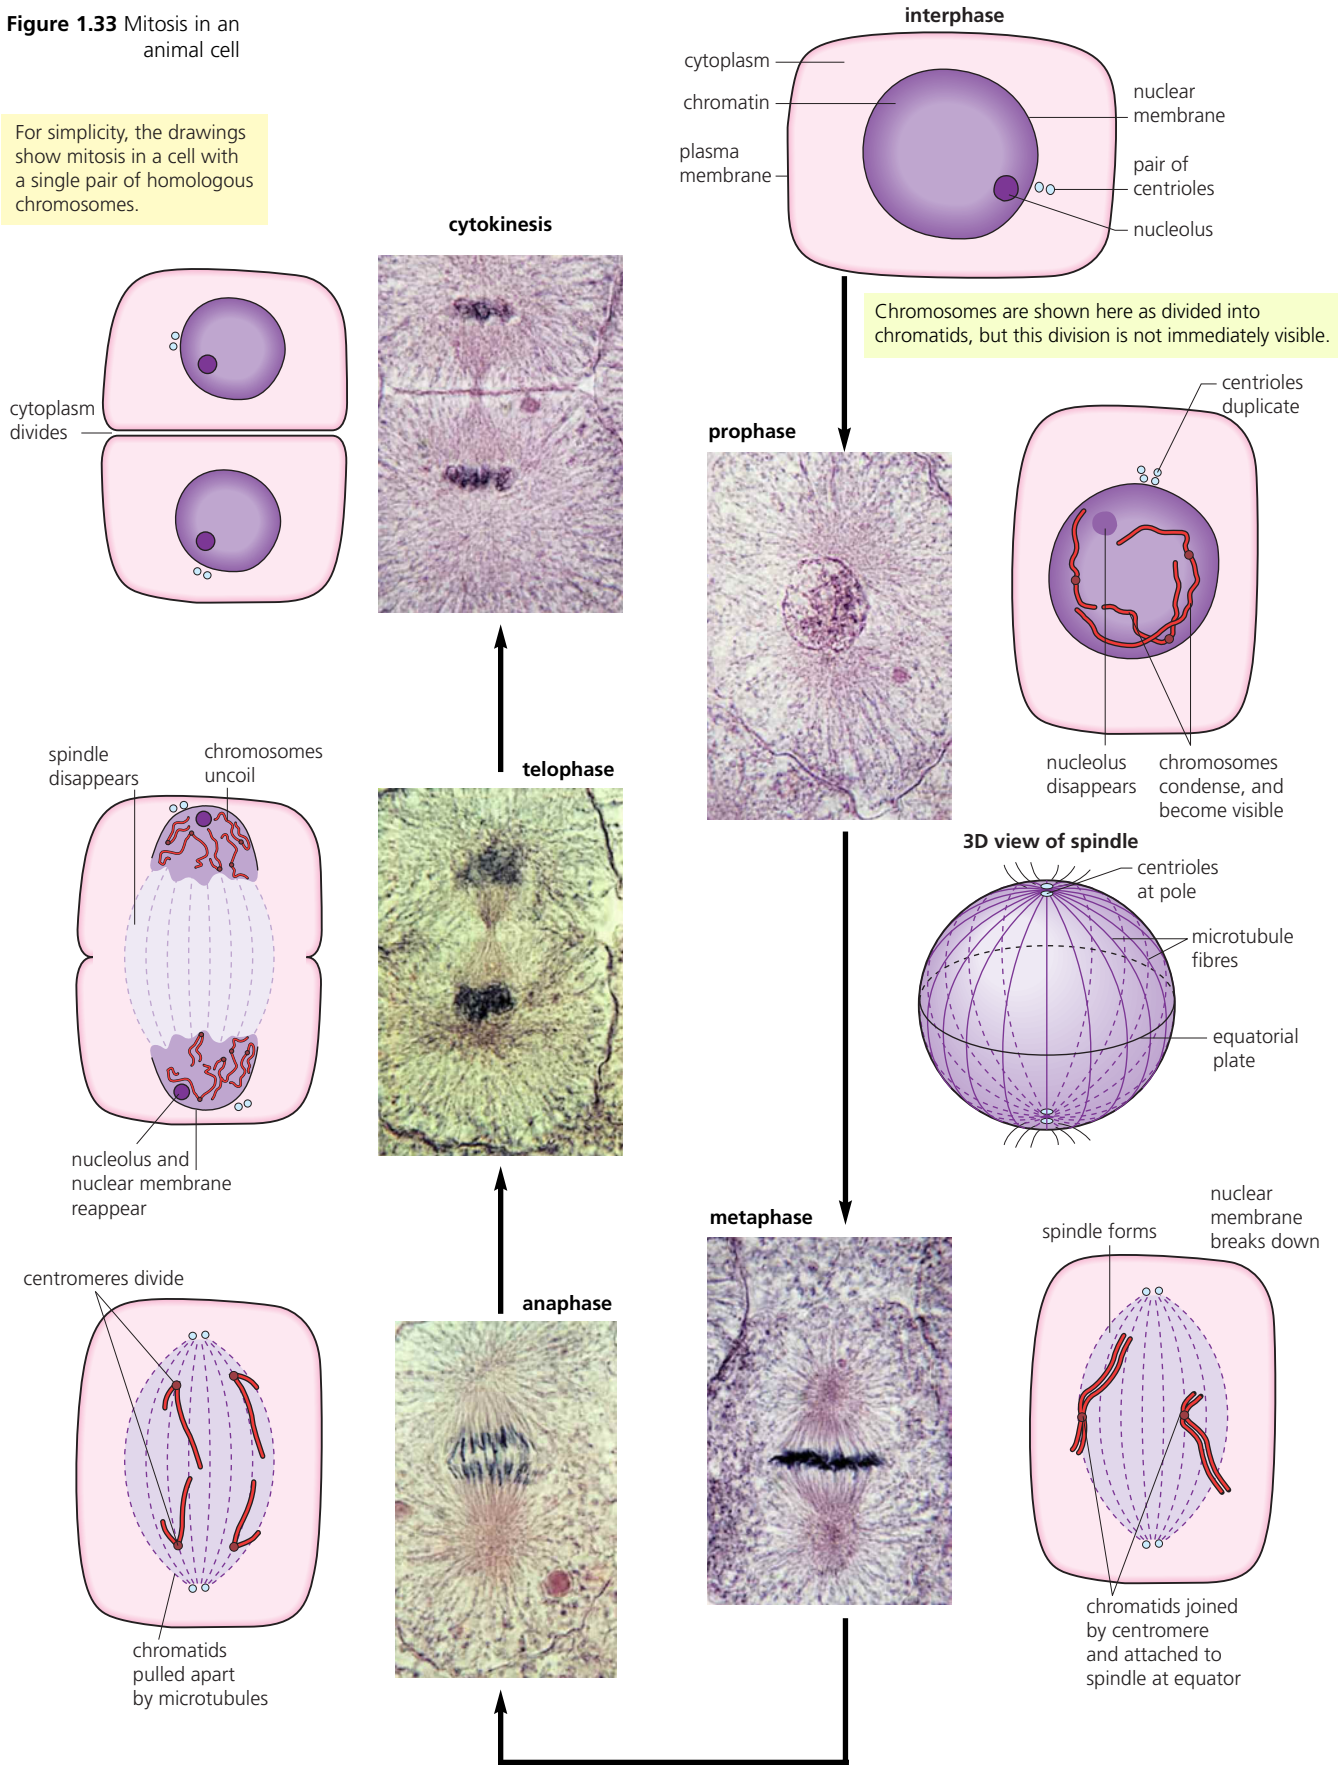 Figure 1.33 Mitosis in an
animal cell
For simplicity, the drawings
show mitosis in a cell with
a single pair of homologous
chromosomes.
interphase
cytoplasm
chromatin
plasma
membrane
nuclear
membrane
pair of
centrioles
nucleolus
Chromosomes are shown here as divided into
chromatids, but this division is not immediately visible.
prophase
centrioles
duplicate
nucleolus
disappears
chromosomes
condense, and
become visible
3D view of spindle
centrioles
at pole
microtubule
fibres
equatorial
plate
metaphase
spindle forms
nuclear
membrane
breaks down
chromatids joined
by centromere
and attached to
spindle at equator
anaphase
centromeres divide
chromatids
pulled apart
by microtubules
telophase
spindle
disappears
chromosomes
uncoil
nucleolus and
nuclear membrane
reappear
cytokinesis
cytoplasm
divides